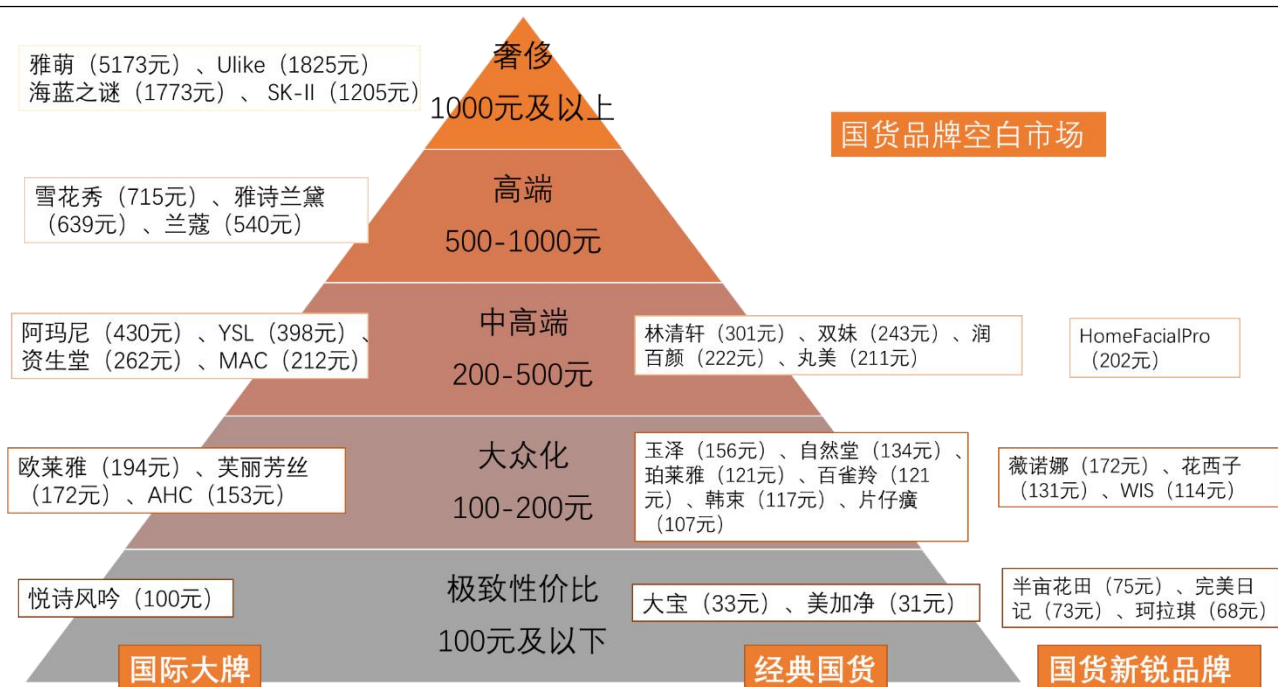 奢侈
1000元及以上
雅萌（5173元）、Ulike（1825元）
海蓝之谜（1773元）、 SK-II（1205元）
国货品牌空白市场
高端
500-1000元
雪花秀（715元）、雅诗兰黛
（639元）、兰蔻（540元）
中高端
200-500元
阿玛尼（430元）、YSL（398元）、
资生堂（262元）、MAC（212元）
林清轩（301元）、双妹（243元）、润
百颜（222元）、丸美（211元）
HomeFacialPro
（202元）
大众化
100-200元
欧莱雅（194元）、芙丽芳丝
（172元）、AHC（153元）
玉泽（156元）、自然堂（134元）、
珀莱雅（121元）、百雀羚（121
元）、韩束（117元）、片仔癀
（107元）
薇诺娜（172元）、花西子
（131元）、WIS（114元）
极致性价比
100元及以下
悦诗风吟（100元）
大宝（33元）、美加净（31元）
半亩花田（75元）、完美日
记（73元）、珂拉琪（68元）
国际大牌
经典国货
国货新锐品牌